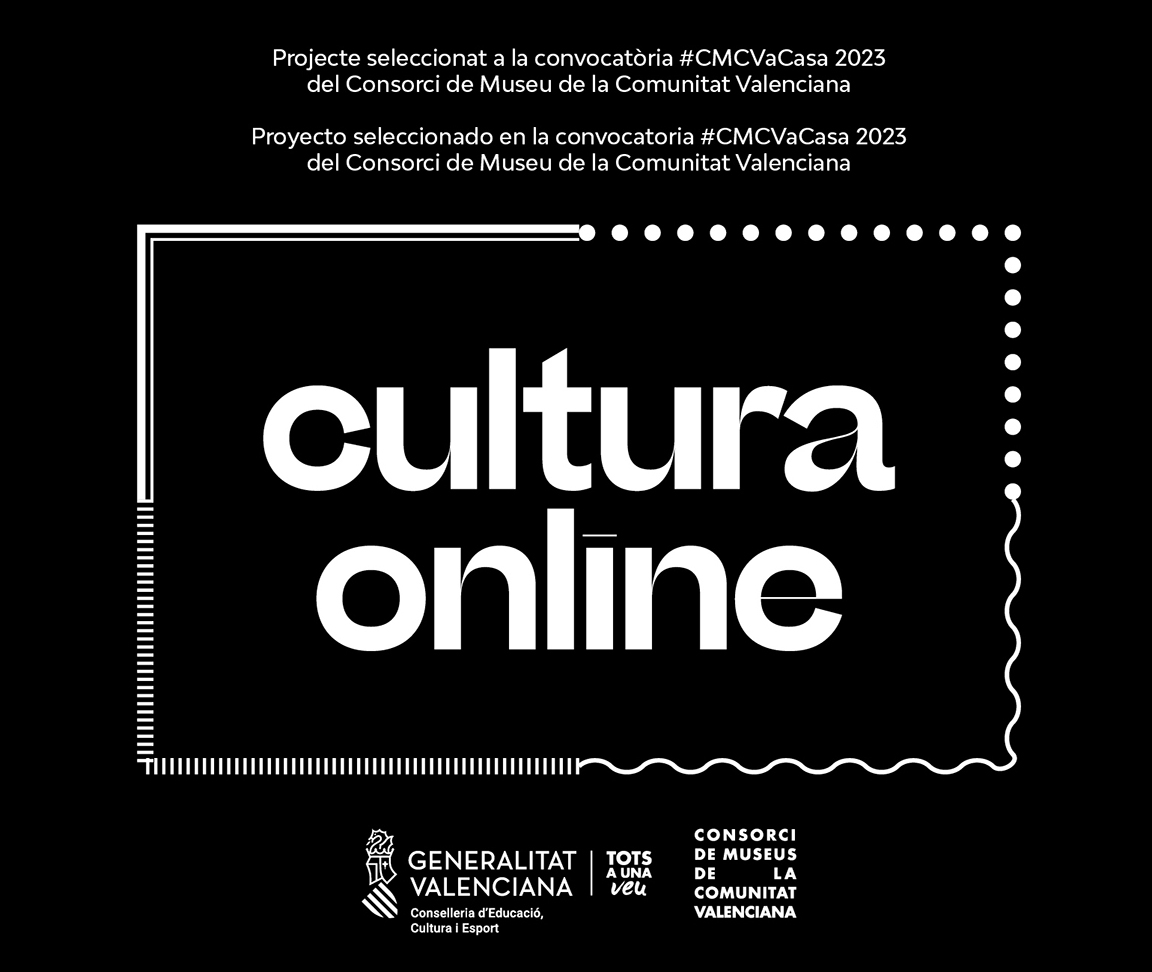 Projecte seleccionat a la convocatòria #CMCVaCasa 2023
del Consorci de Museu de la Comunitat Valenciana
Proyecto seleccionado en la convocatoria #CMCVaCasa 2023
del Consorci de Museu de la Comunitat Valenciana
cultura
onlīne
GENERALITAT
VALENCIANA
Conselleria d'Educació,
Cultura i Esport
TOTS
A UNA
veu
CONSORCI
DE MUSEUS
DE LA
COMUNITAT
VALENCIANA